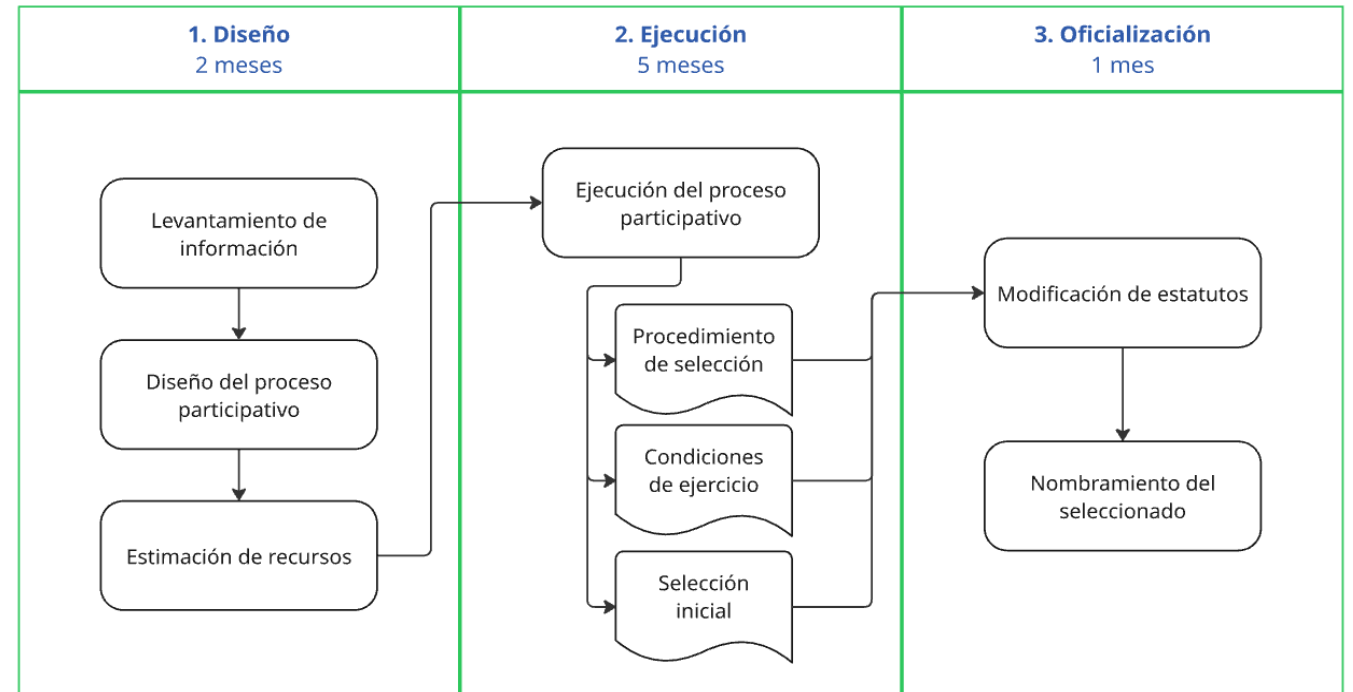 1. Diseño
2 meses
2. Ejecución
5 meses
3. Oficialización
1 mes
Levantamiento de
información
Diseño del proceso
participativo
Estimación de recursos
Ejecución del proceso
participativo
Procedimiento
de selección
Condiciones
de ejercicio
Selección
inicial
Modificación de estatutos
Nombramiento del
seleccionado